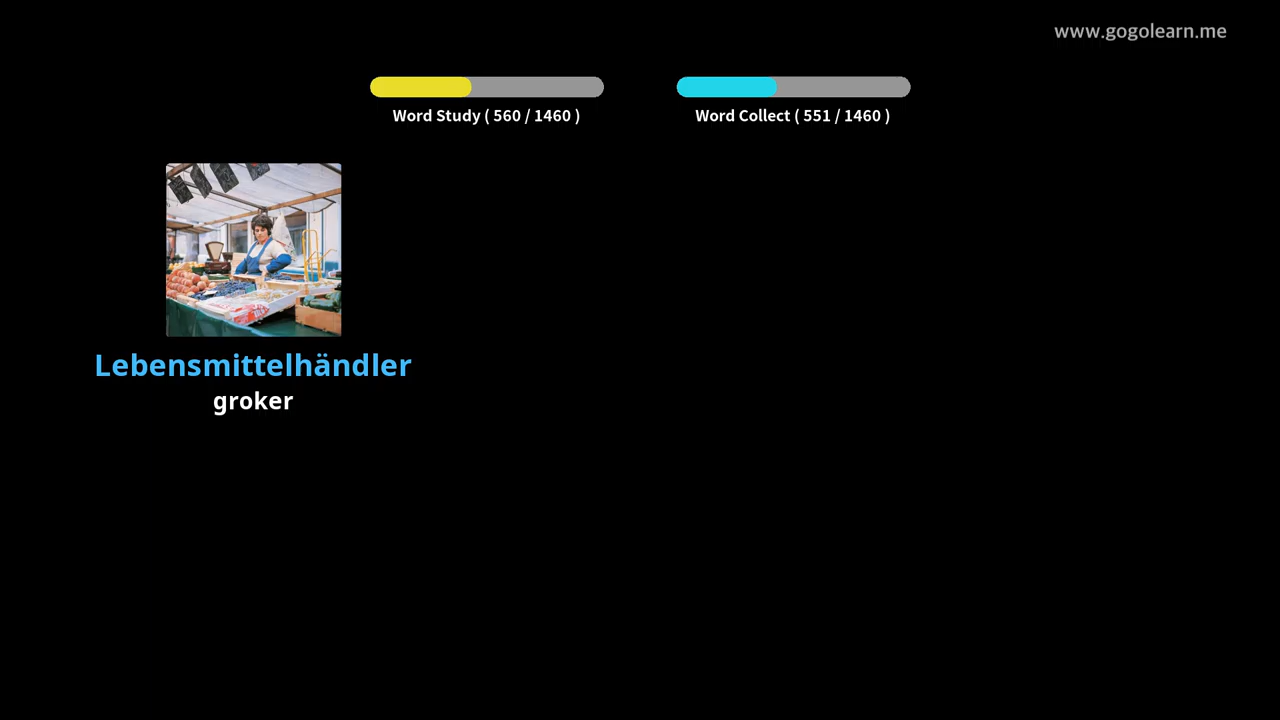 www.gogolearn.me
Word Study ( 560 / 1460 )
Word Collect ( 551 / 1460 )
Lebensmittelhändler
groker